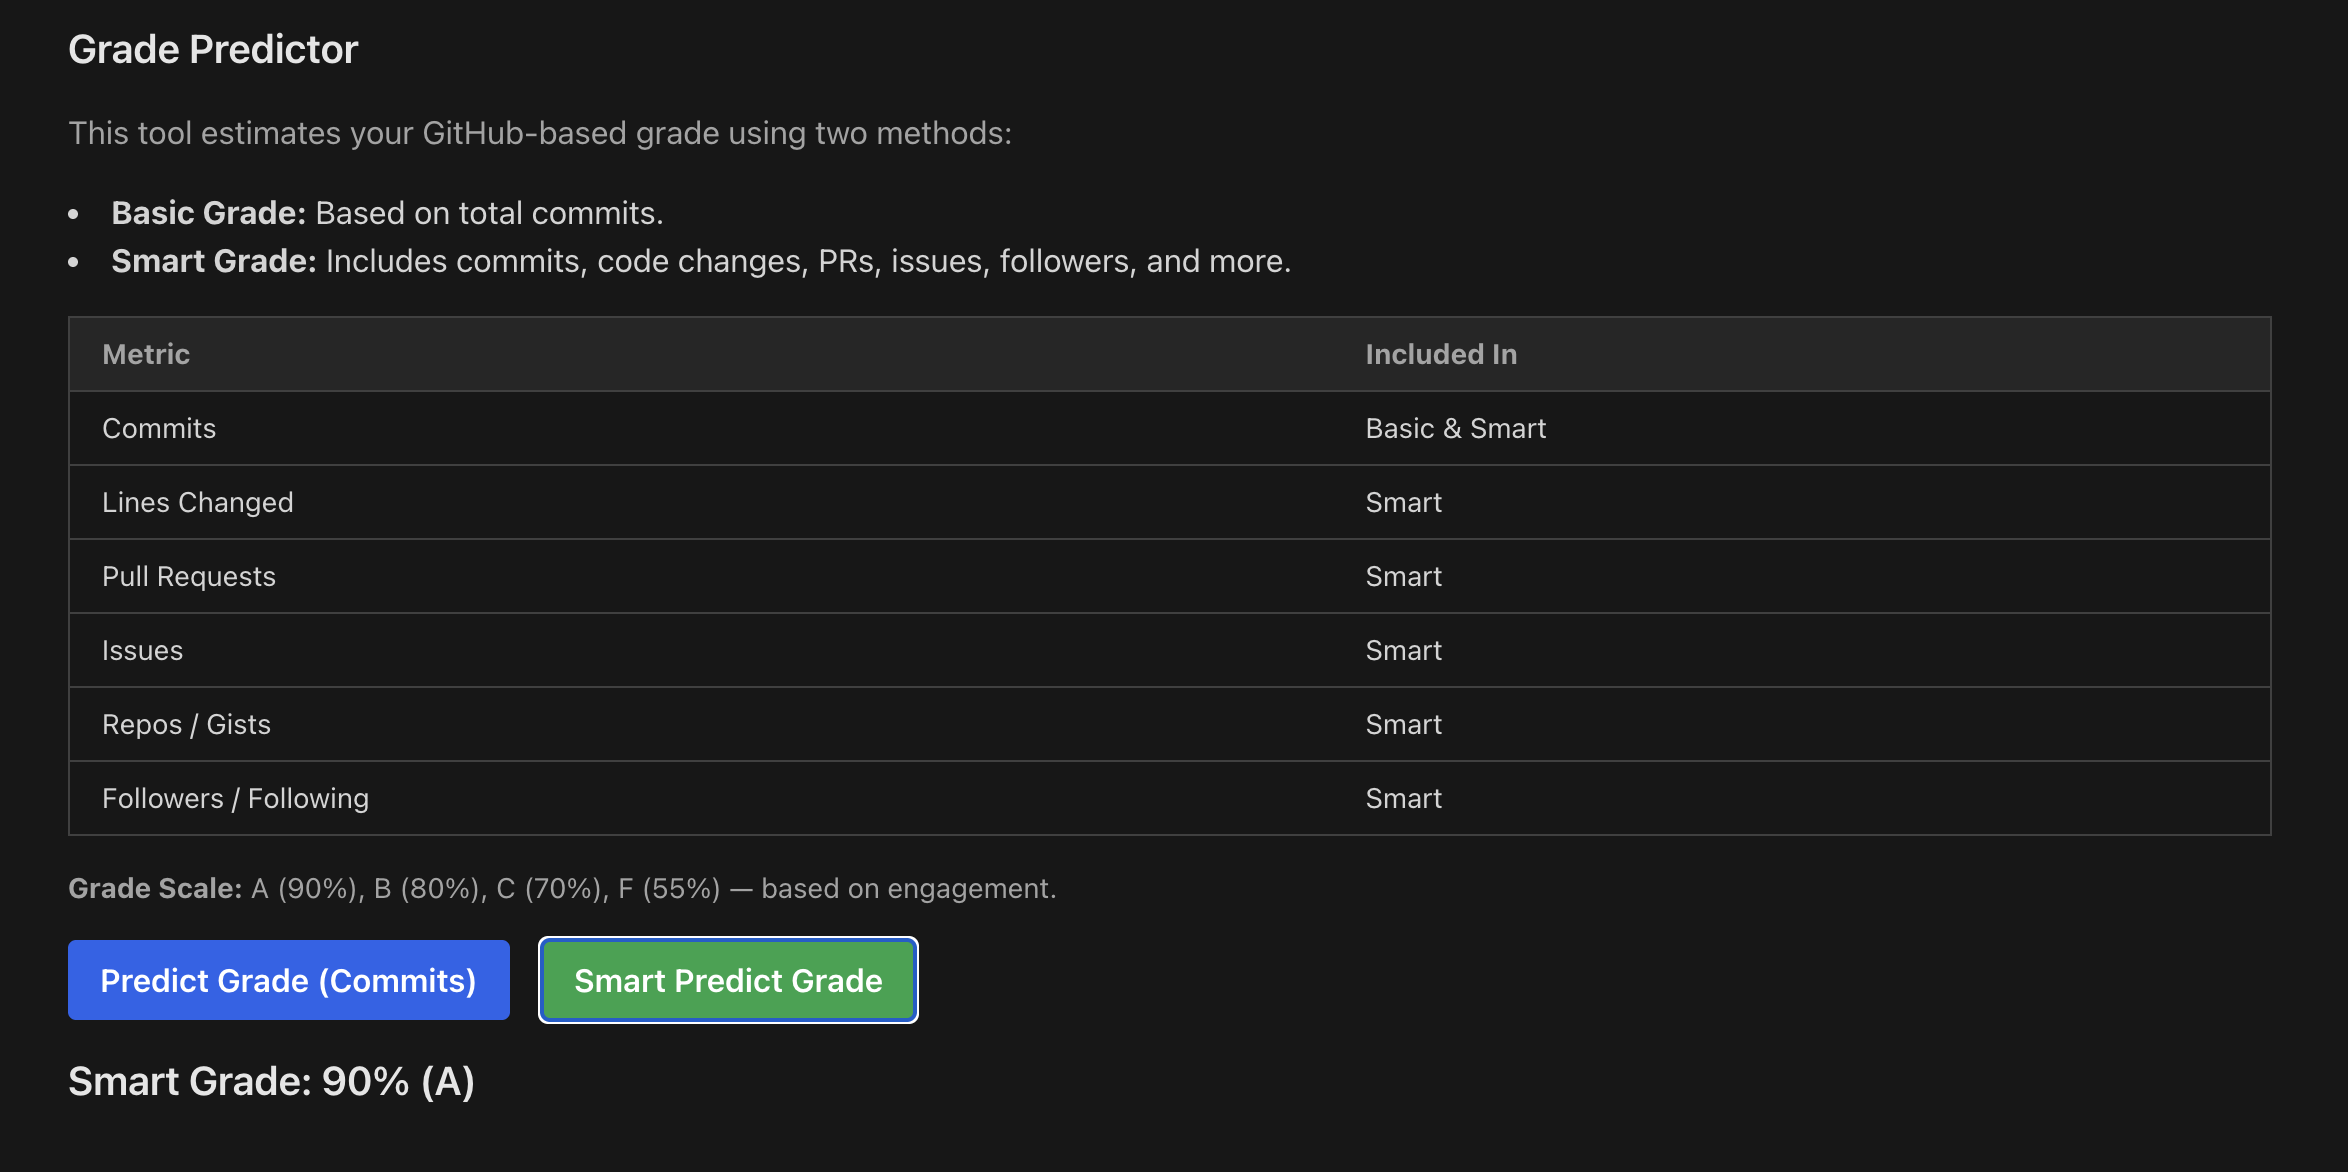 Grade Predictor
This tool estimates your GitHub-based grade using two methods:
• Basic Grade: Based on total commits.
• Smart Grade: Includes commits, code changes, PRs, issues, followers, and more.
Metric Included In
Commits Basic & Smart
Lines Changed Smart
Pull Requests Smart
Issues Smart
Repos / Gists Smart
Followers / Following Smart
Grade Scale: A (90%), B (80%), C (70%), F (55%) — based on engagement.
Predict Grade (Commits) Smart Predict Grade
Smart Grade: 90% (A)